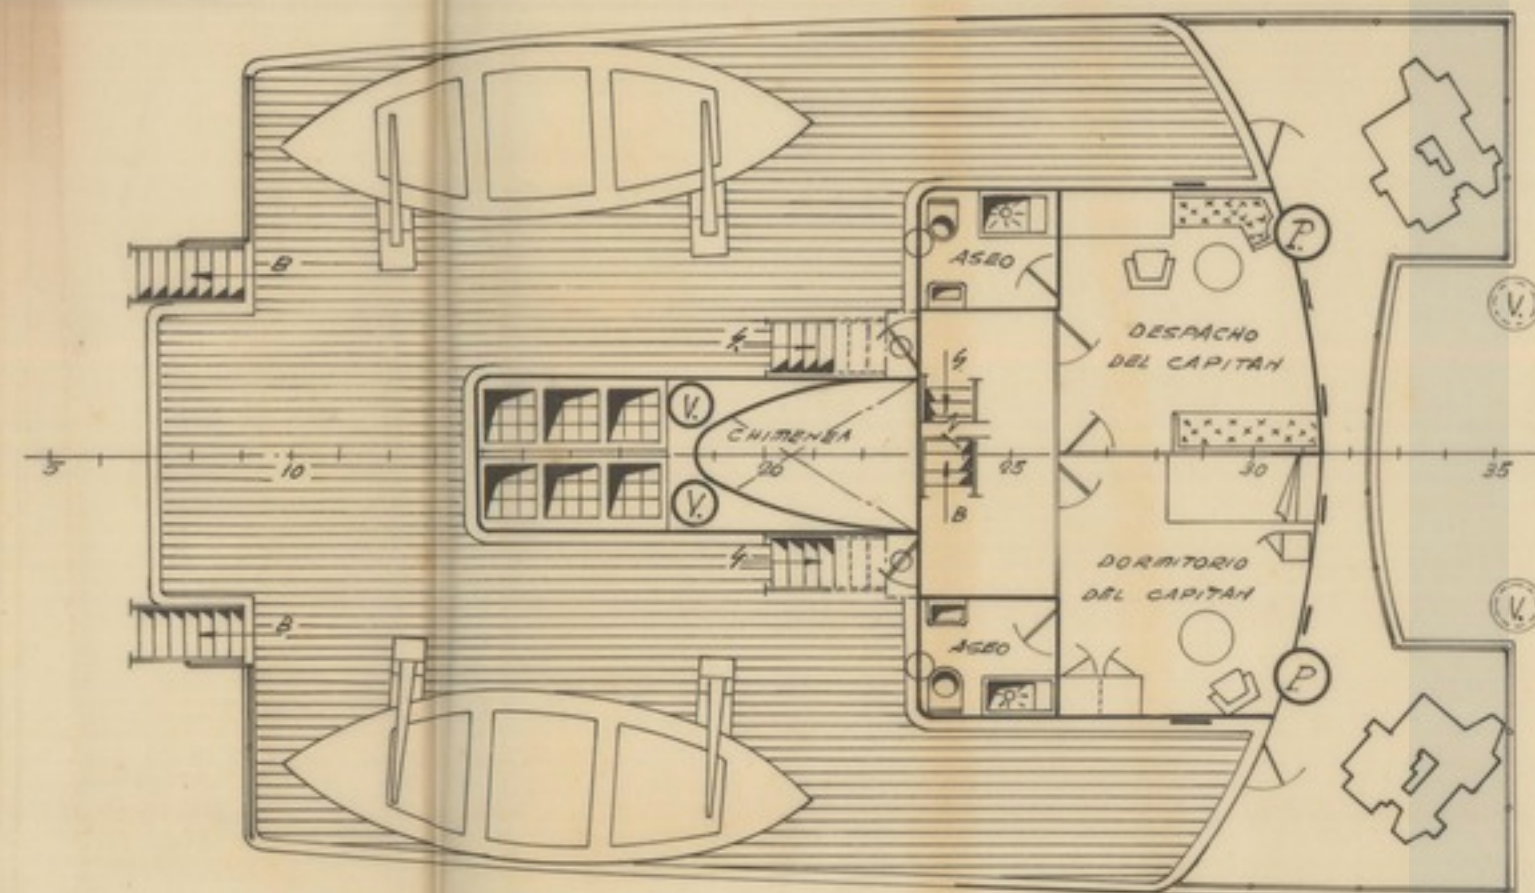 P.
V.
B
ASEO
DESPACHO
DEL CAPITAN
S
S
V.
CHIMENEA
5
10
20
25
30
35
V.
B
S
DORMITORIO
DEL CAPITAN
V.
B
ASEO
P.